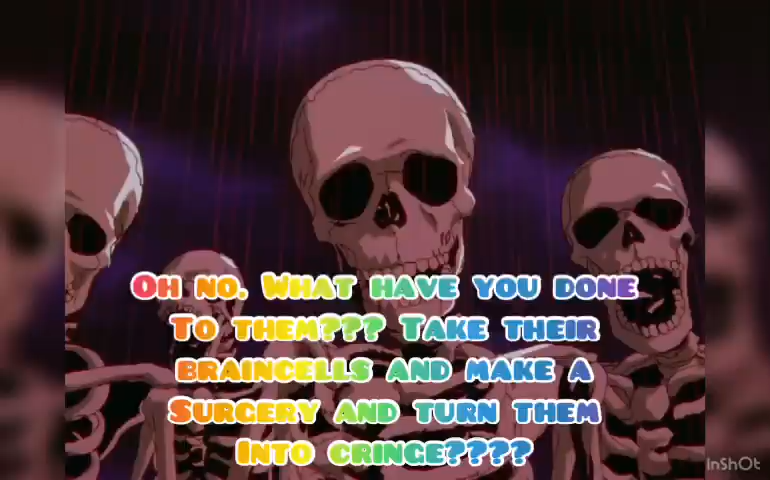 Oh no. What have you done
To them??? Take their
braincells and make a
Surgery and turn them
Into cringe????
InShOt